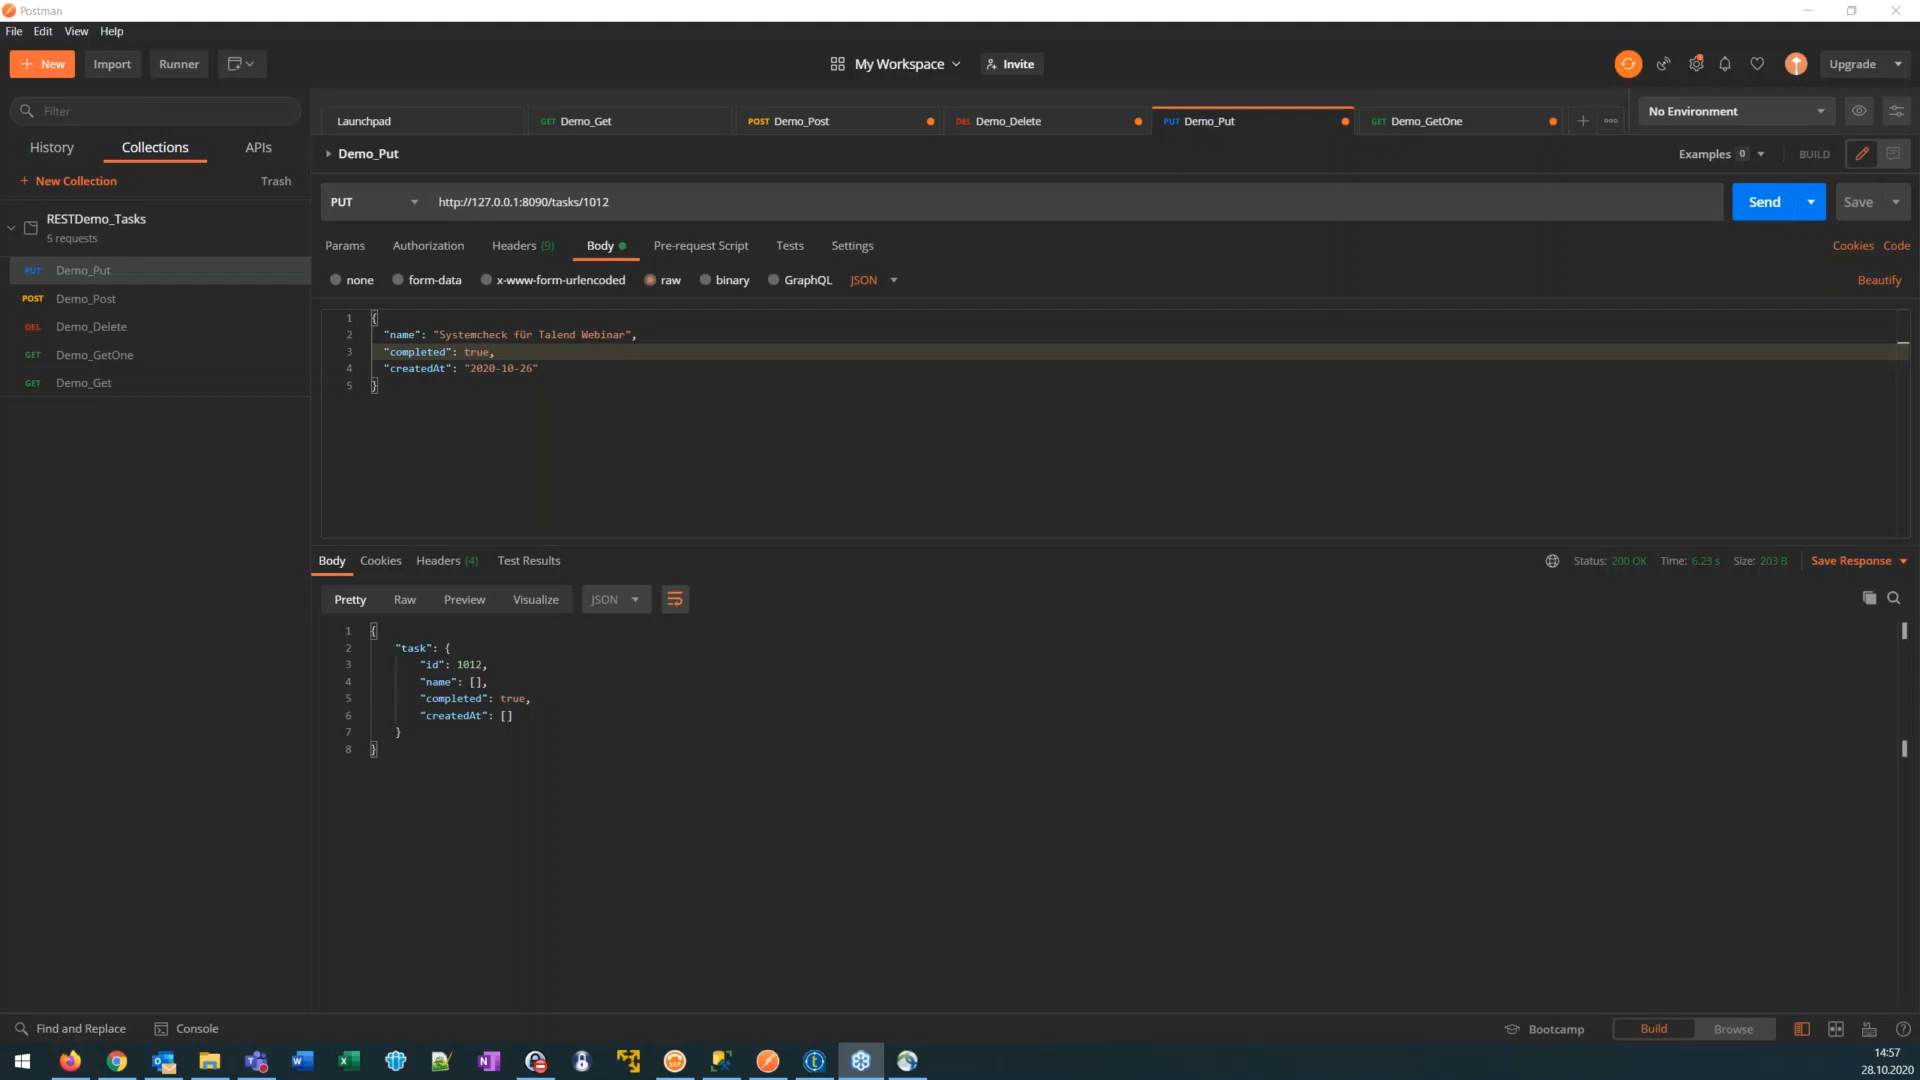 Postman
File Edit View Help
+ New Import Runner
My Workspace Invite Upgrade
Filter
History Collections APIs
+ New Collection Trash
RESTDemo_Tasks
5 requests
PUT Demo_Put
POST Demo_Post
DEL Demo_Delete
GET Demo_GetOne
GET Demo_Get
Launchpad GET Demo_Get POST Demo_Post DEL Demo_Delete PUT Demo_Put GET Demo_GetOne
No Environment
Demo_Put Examples 0 BUILD
PUT http://127.0.0.1:8090/tasks/1012 Send Save
Params Authorization Headers (9) Body Pre-request Script Tests Settings Cookies Code
none form-data x-www-form-urlencoded raw binary GraphQL JSON Beautify
1 {
2 "name": "Systemcheck für Talend Webinar",
3 "completed": true,
4 "createdAt": "2020-10-26"
5 }
Body Cookies Headers (4) Test Results Status: 200 OK Time: 6.23 s Size: 203 B Save Response
Pretty Raw Preview Visualize JSON
1 {
2 "task": {
3 "id": 1012,
4 "name": [],
5 "completed": true,
6 "createdAt": []
7 }
8 }
Find and Replace Console Bootcamp Build Browse
14:57
28.10.2020